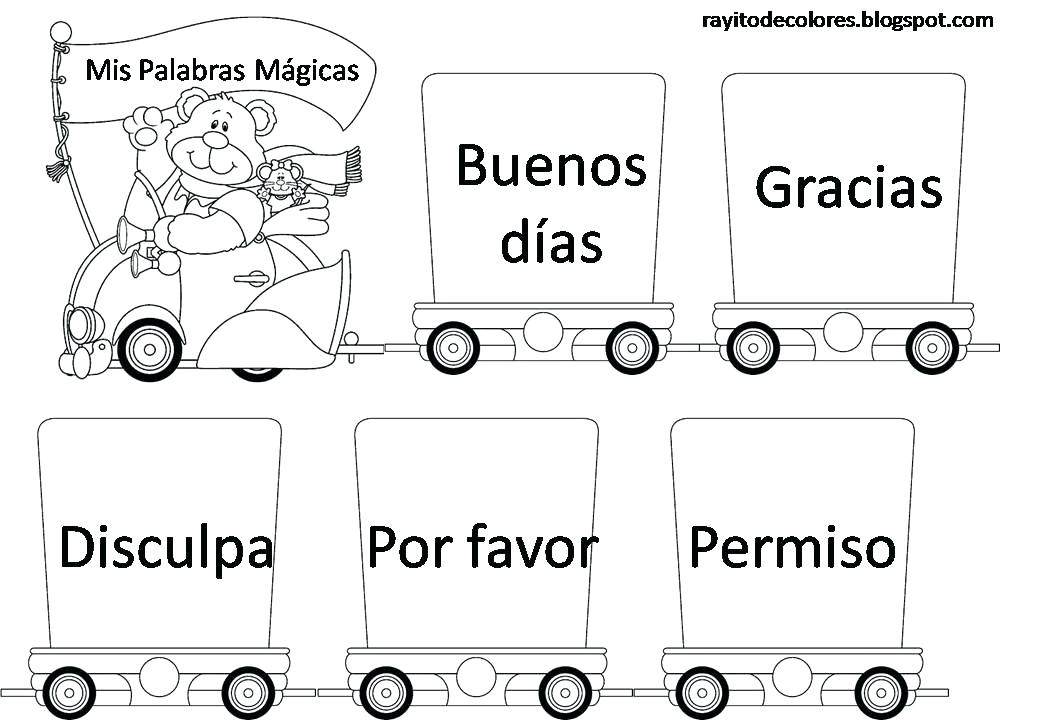 rayitodecolores.blogspot.com
Mis Palabras Mágicas
Buenos
días
Gracias
Disculpa
Por favor
Permiso